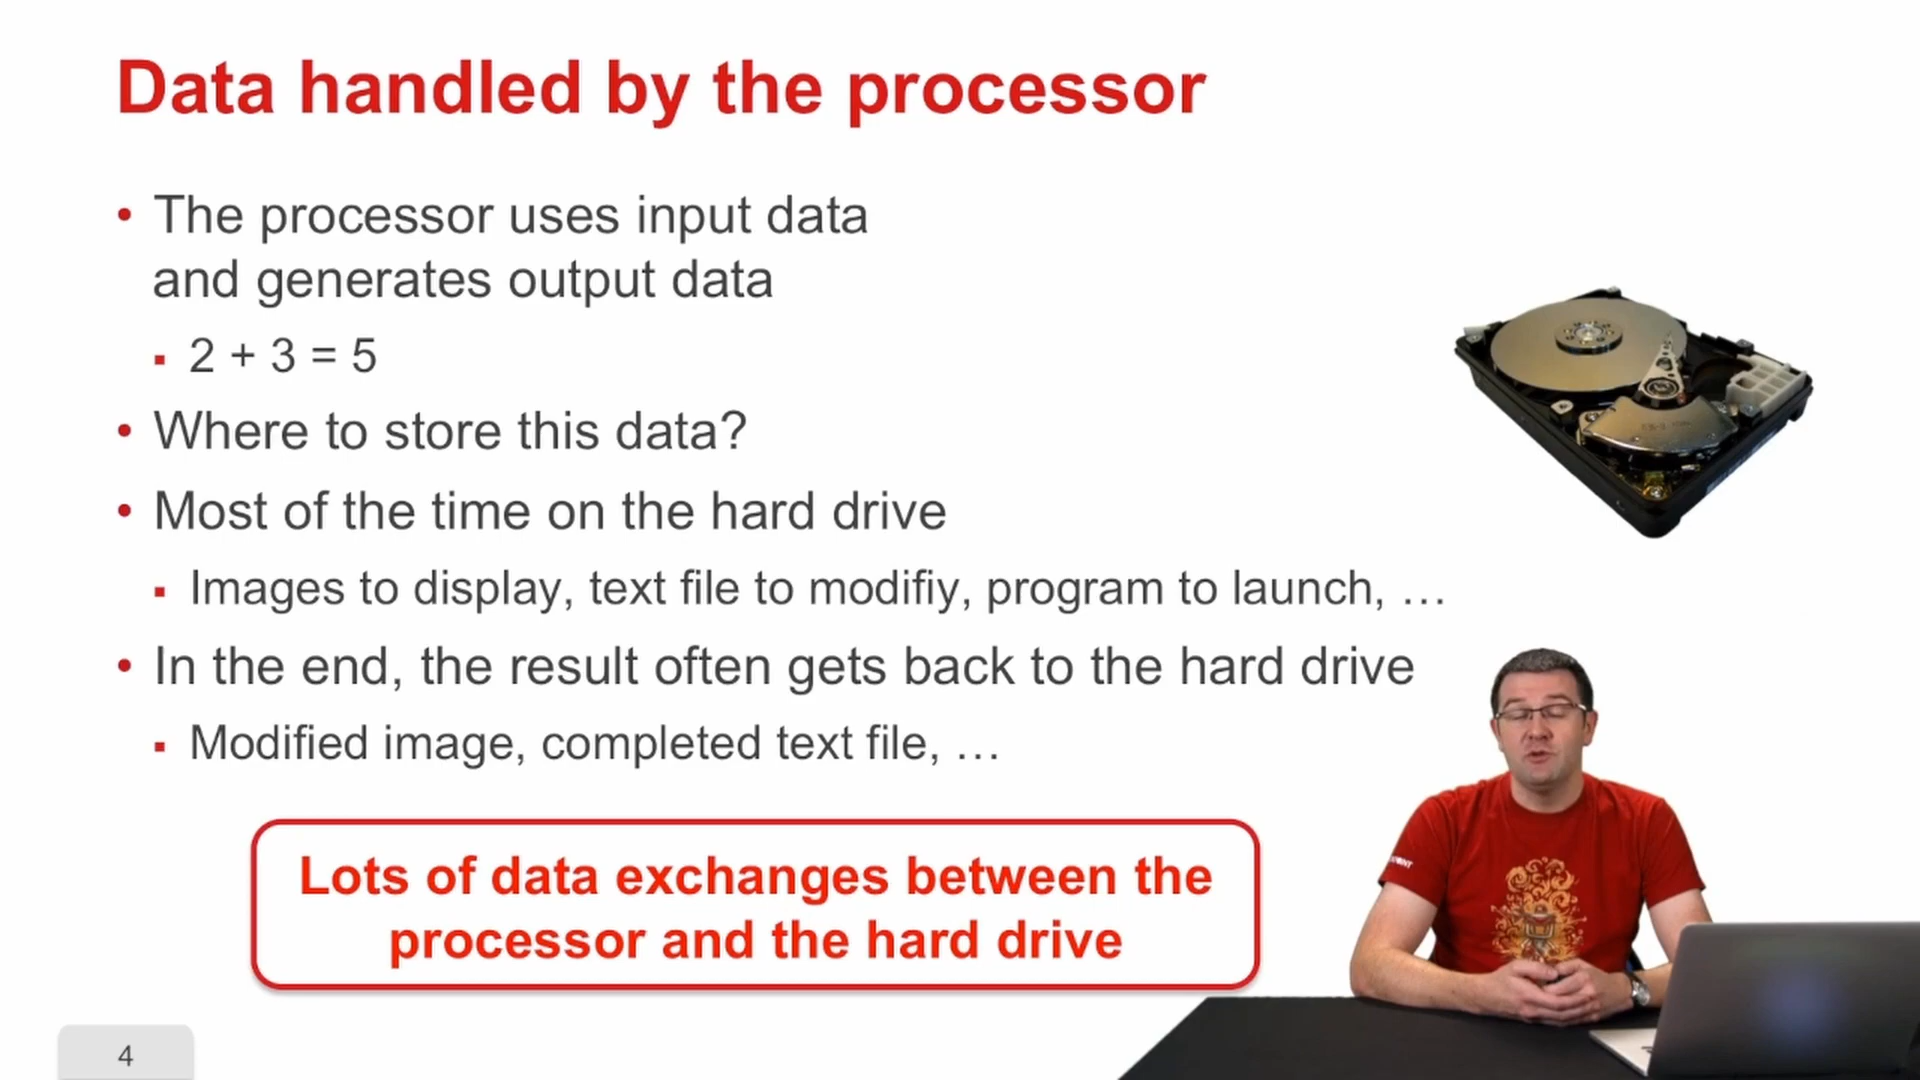 Data handled by the processor
• The processor uses input data
and generates output data
▪ 2 + 3 = 5
• Where to store this data?
• Most of the time on the hard drive
▪ Images to display, text file to modifiy, program to launch, …
• In the end, the result often gets back to the hard drive
▪ Modified image, completed text file, …
Lots of data exchanges between the
processor and the hard drive
4